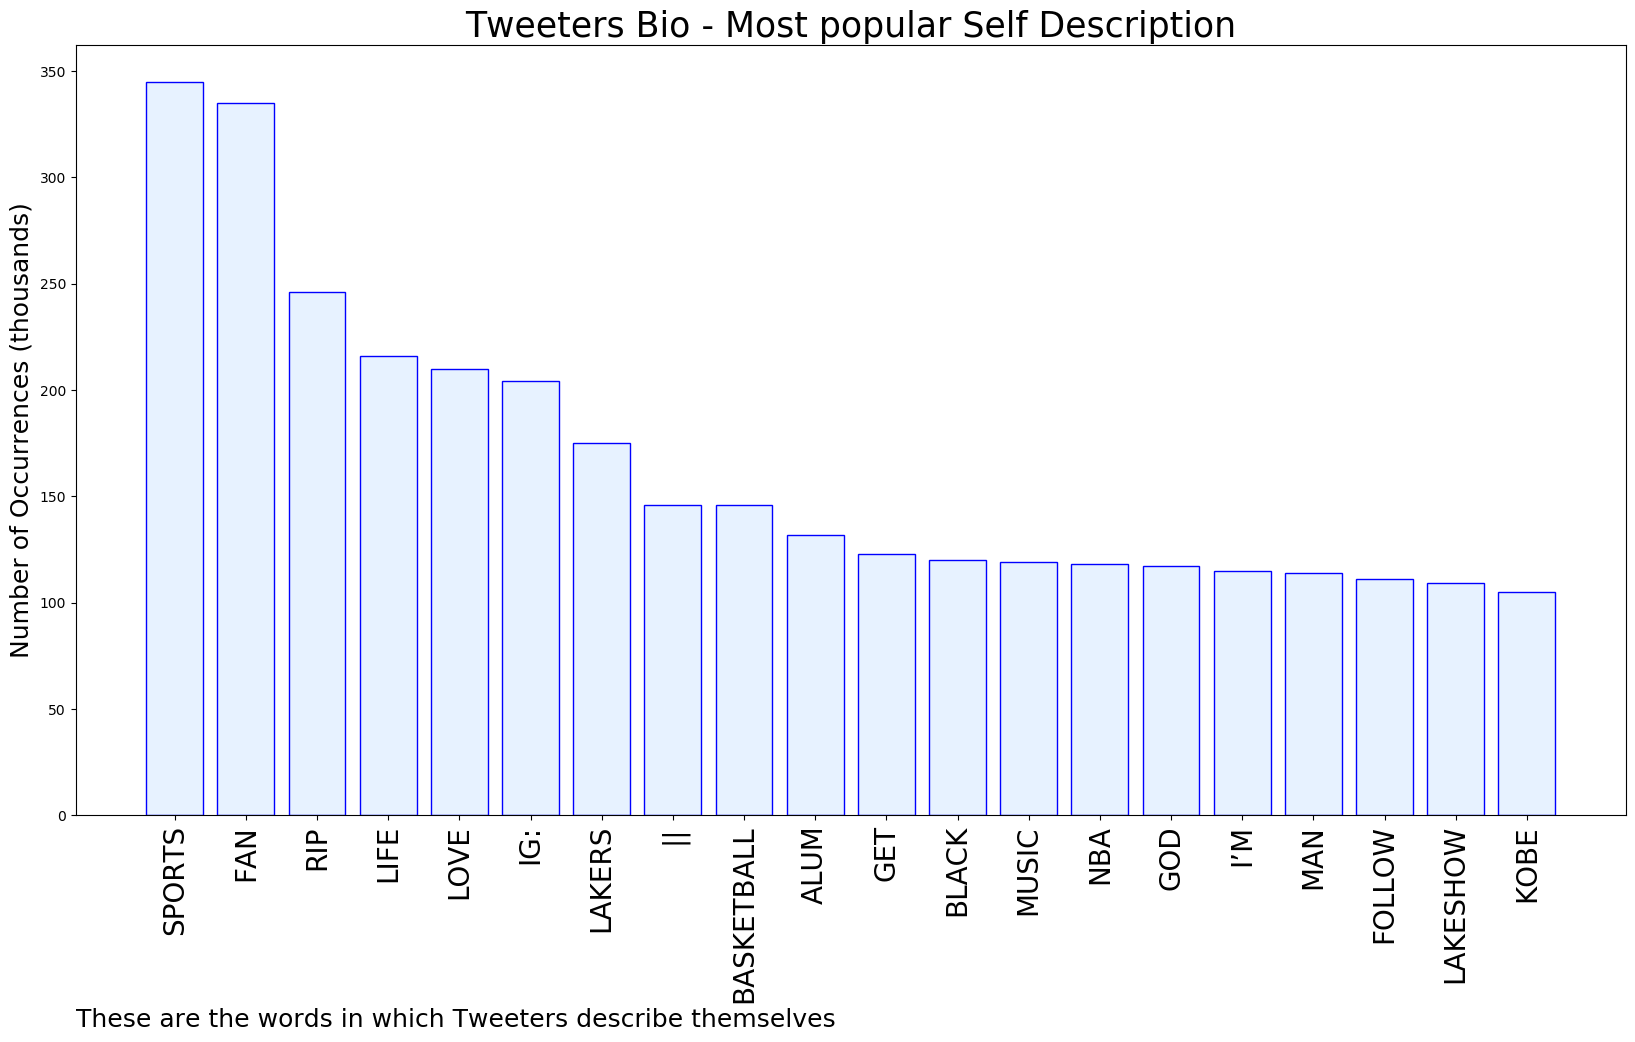 Tweeters Bio - Most popular Self Description
Number of Occurrences (thousands)
350
300
250
200
150
100
50
0
SPORTS
FAN
RIP
LIFE
LOVE
IG:
LAKERS
||
BASKETBALL
ALUM
GET
BLACK
MUSIC
NBA
GOD
I’M
MAN
FOLLOW
LAKESHOW
KOBE
These are the words in which Tweeters describe themselves